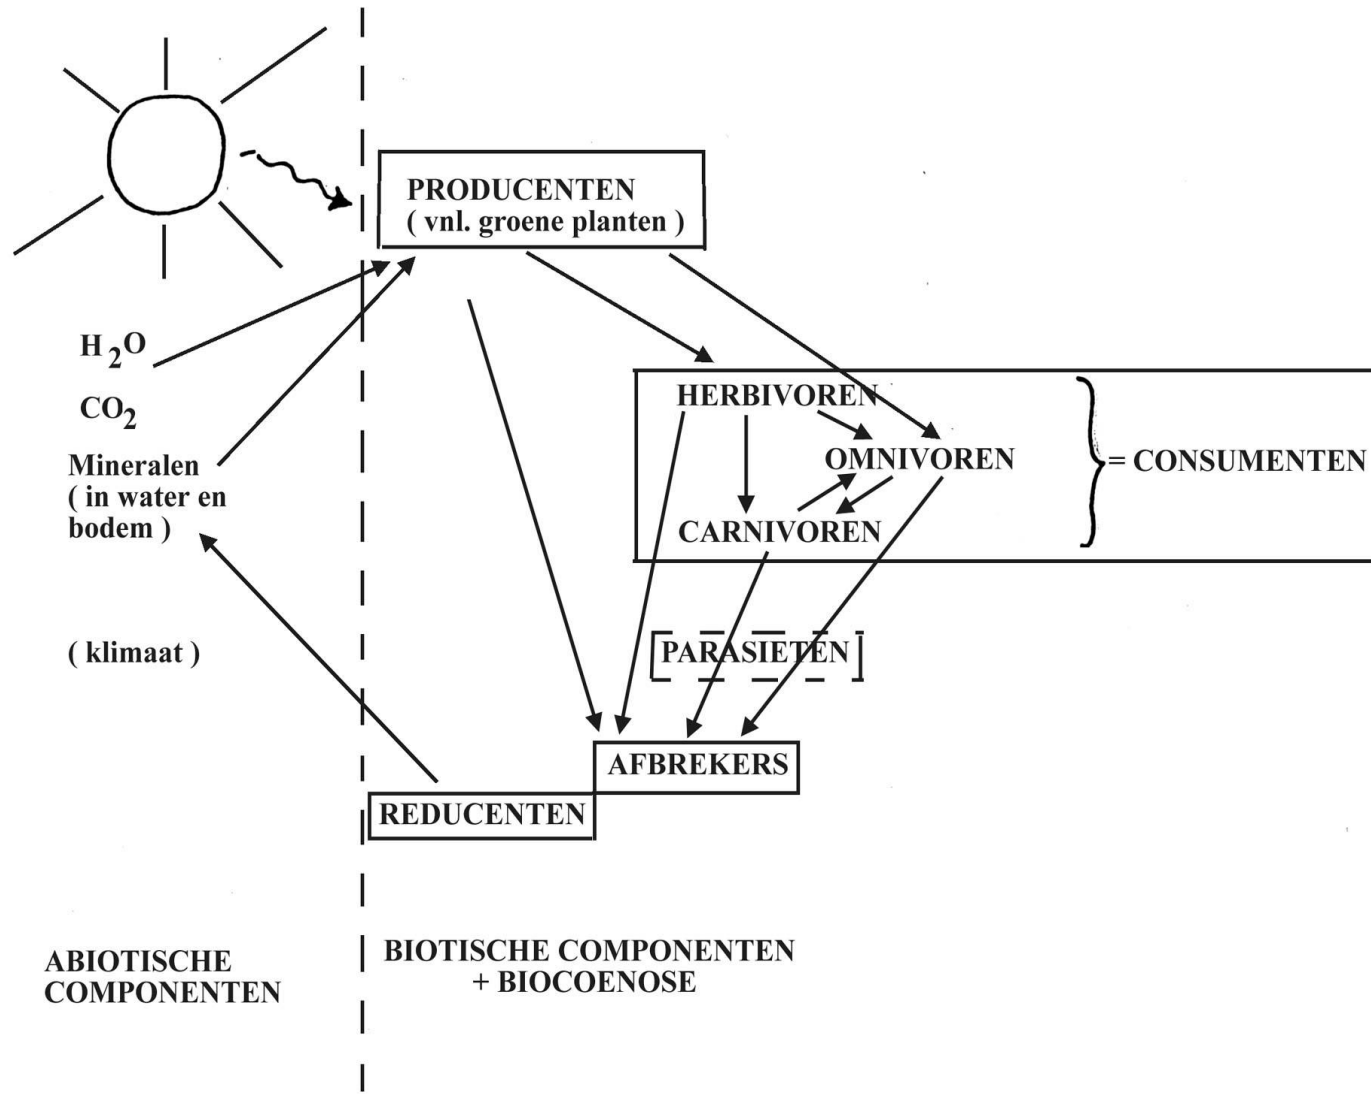 PRODUCENTEN
( vnl. groene planten )
H2O
CO2
Mineralen
( in water en
bodem )
( klimaat )
HERBIVOREN
OMNIVOREN
CARNIVOREN
= CONSUMENTEN
PARASIETEN
AFBREKERS
REDUCENTEN
ABIOTISCHE
COMPONENTEN
BIOTISCHE COMPONENTEN
+ BIOCOENOSE